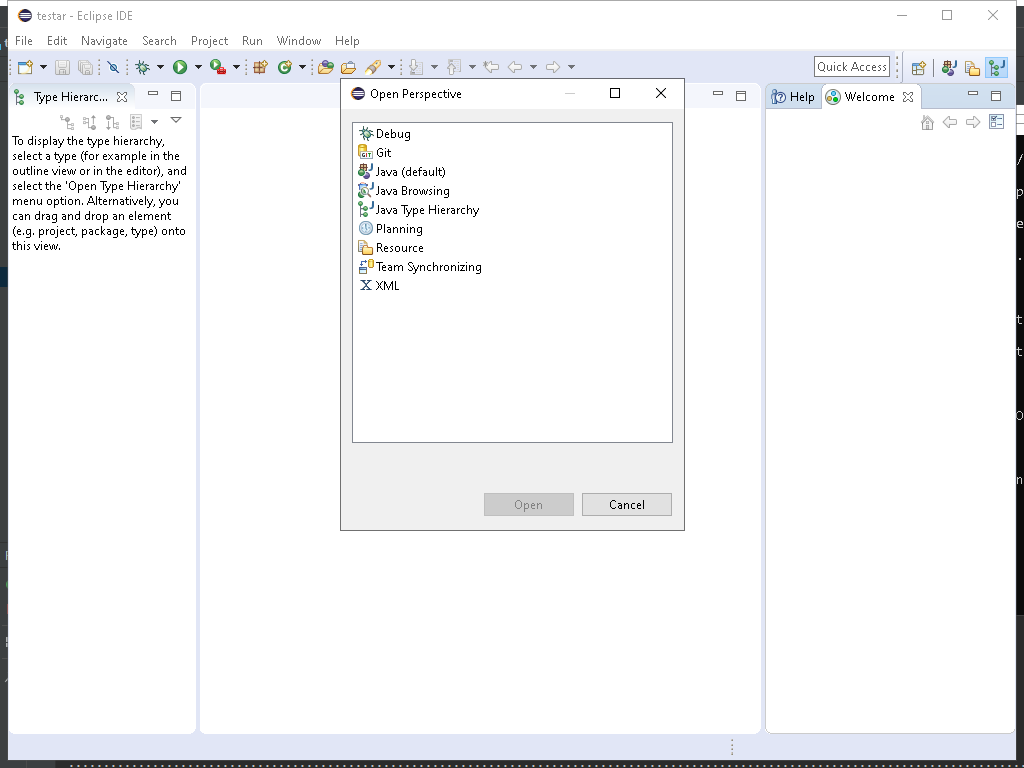 testar - Eclipse IDE
File Edit Navigate Search Project Run Window Help
Quick Access
Type Hierarc...
To display the type hierarchy,
select a type (for example in the
outline view or in the editor), and
select the 'Open Type Hierarchy'
menu option. Alternatively, you
can drag and drop an element
(e.g. project, package, type) onto
this view.
Open Perspective
Debug
Git
Java (default)
Java Browsing
Java Type Hierarchy
Planning
Resource
Team Synchronizing
XML
Open Cancel
Help Welcome